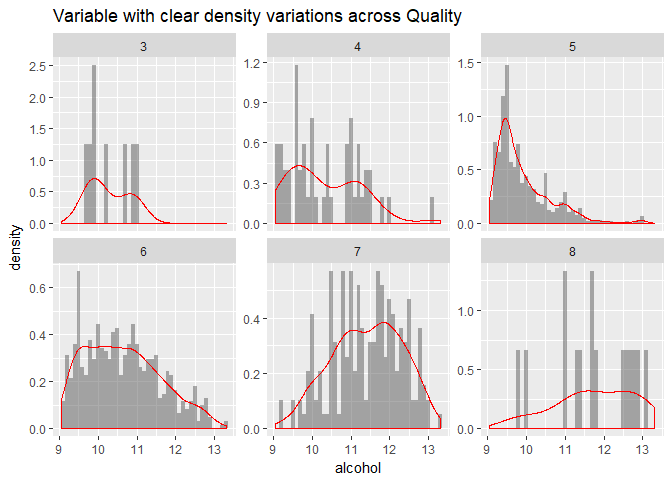 Variable with clear density variations across Quality
3 4 5
2.5 1.2 1.5
2.0 0.9 1.0
1.5 0.6 0.5
1.0 0.3 0.0
0.5 0.0
0.0
6 7 8
0.6 0.4 1.0
0.4 0.2 0.5
0.2 0.0 0.0
0.0
density
9 10 11 12 13 9 10 11 12 13 9 10 11 12 13
alcohol